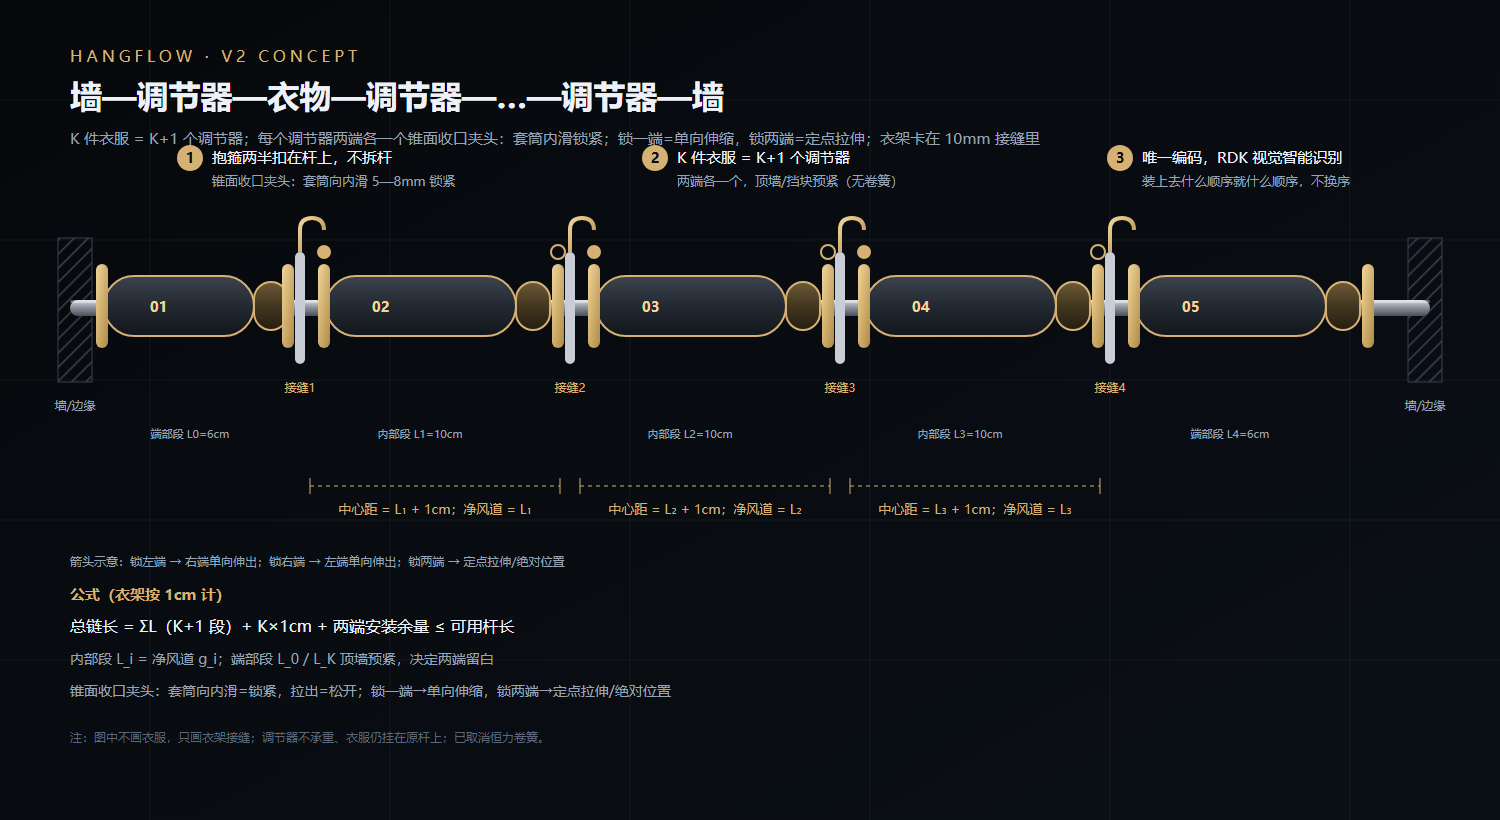 HANGFLOW · V2 CONCEPT
墙—调节器—衣物—调节器—…—调节器—墙
K 件衣服 = K+1 个调节器；每个调节器两端各一个锥面收口夹头：套筒内滑锁紧；锁一端=单向伸缩，锁两端=定点拉伸；衣架卡在 10mm 接缝里
1 抱箍两半扣在杆上，不拆杆
锥面收口夹头：套筒向内滑 5—8mm 锁紧
2 K 件衣服 = K+1 个调节器
两端各一个，顶墙/挡块预紧（无卷簧）
3 唯一编码，RDK 视觉智能识别
装上去什么顺序就什么顺序，不换序
01
02
03
04
05
接缝1
接缝2
接缝3
接缝4
墙/边缘
墙/边缘
端部段 L0=6cm
内部段 L1=10cm
内部段 L2=10cm
内部段 L3=10cm
端部段 L4=6cm
中心距 = L₁ + 1cm；净风道 = L₁
中心距 = L₂ + 1cm；净风道 = L₂
中心距 = L₃ + 1cm；净风道 = L₃
箭头示意：锁左端 → 右端单向伸出；锁右端 → 左端单向伸出；锁两端 → 定点拉伸/绝对位置
公式（衣架按 1cm 计）
总链长 = ΣL（K+1 段）+ K×1cm + 两端安装余量 ≤ 可用杆长
内部段 L_i = 净风道 g_i；端部段 L_0 / L_K 顶墙预紧，决定两端留白
锥面收口夹头：套筒向内滑=锁紧，拉出=松开；锁一端→单向伸缩，锁两端→定点拉伸/绝对位置
注：图中不画衣服，只画衣架接缝；调节器不承重、衣服仍挂在原杆上；已取消恒力卷簧。